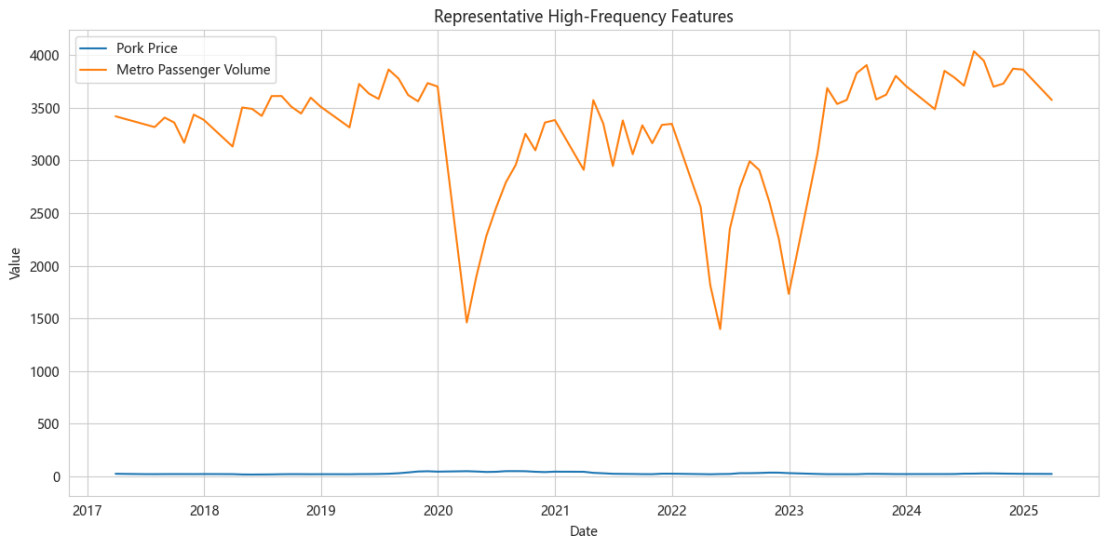 Representative High-Frequency Features
Pork Price
Metro Passenger Volume
Value
4000
3500
3000
2500
2000
1500
1000
500
0
2017 2018 2019 2020 2021 2022 2023 2024 2025
Date